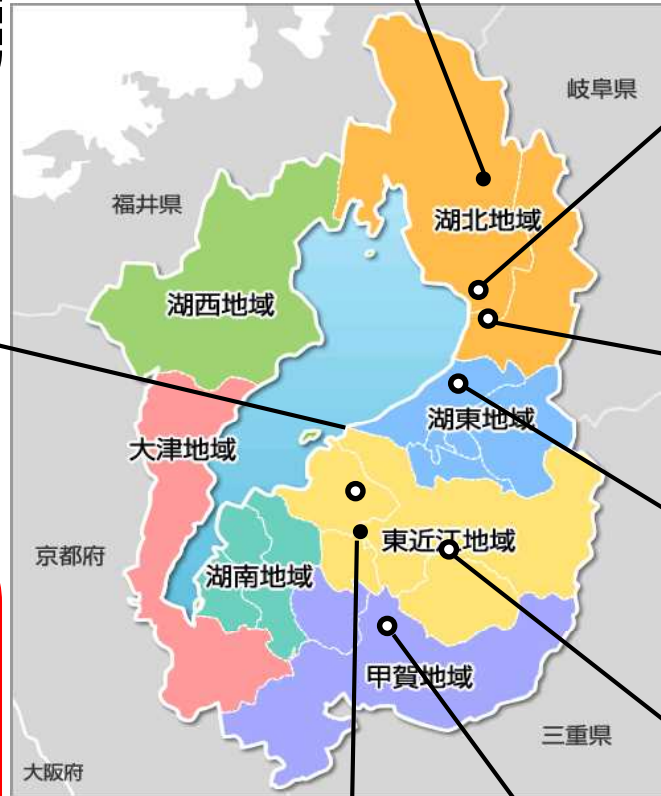 岐阜県
福井県
湖北地域
湖西地域
湖東地域
大津地域
東近江地域
京都府
湖南地域
甲賀地域
三重県
大阪府